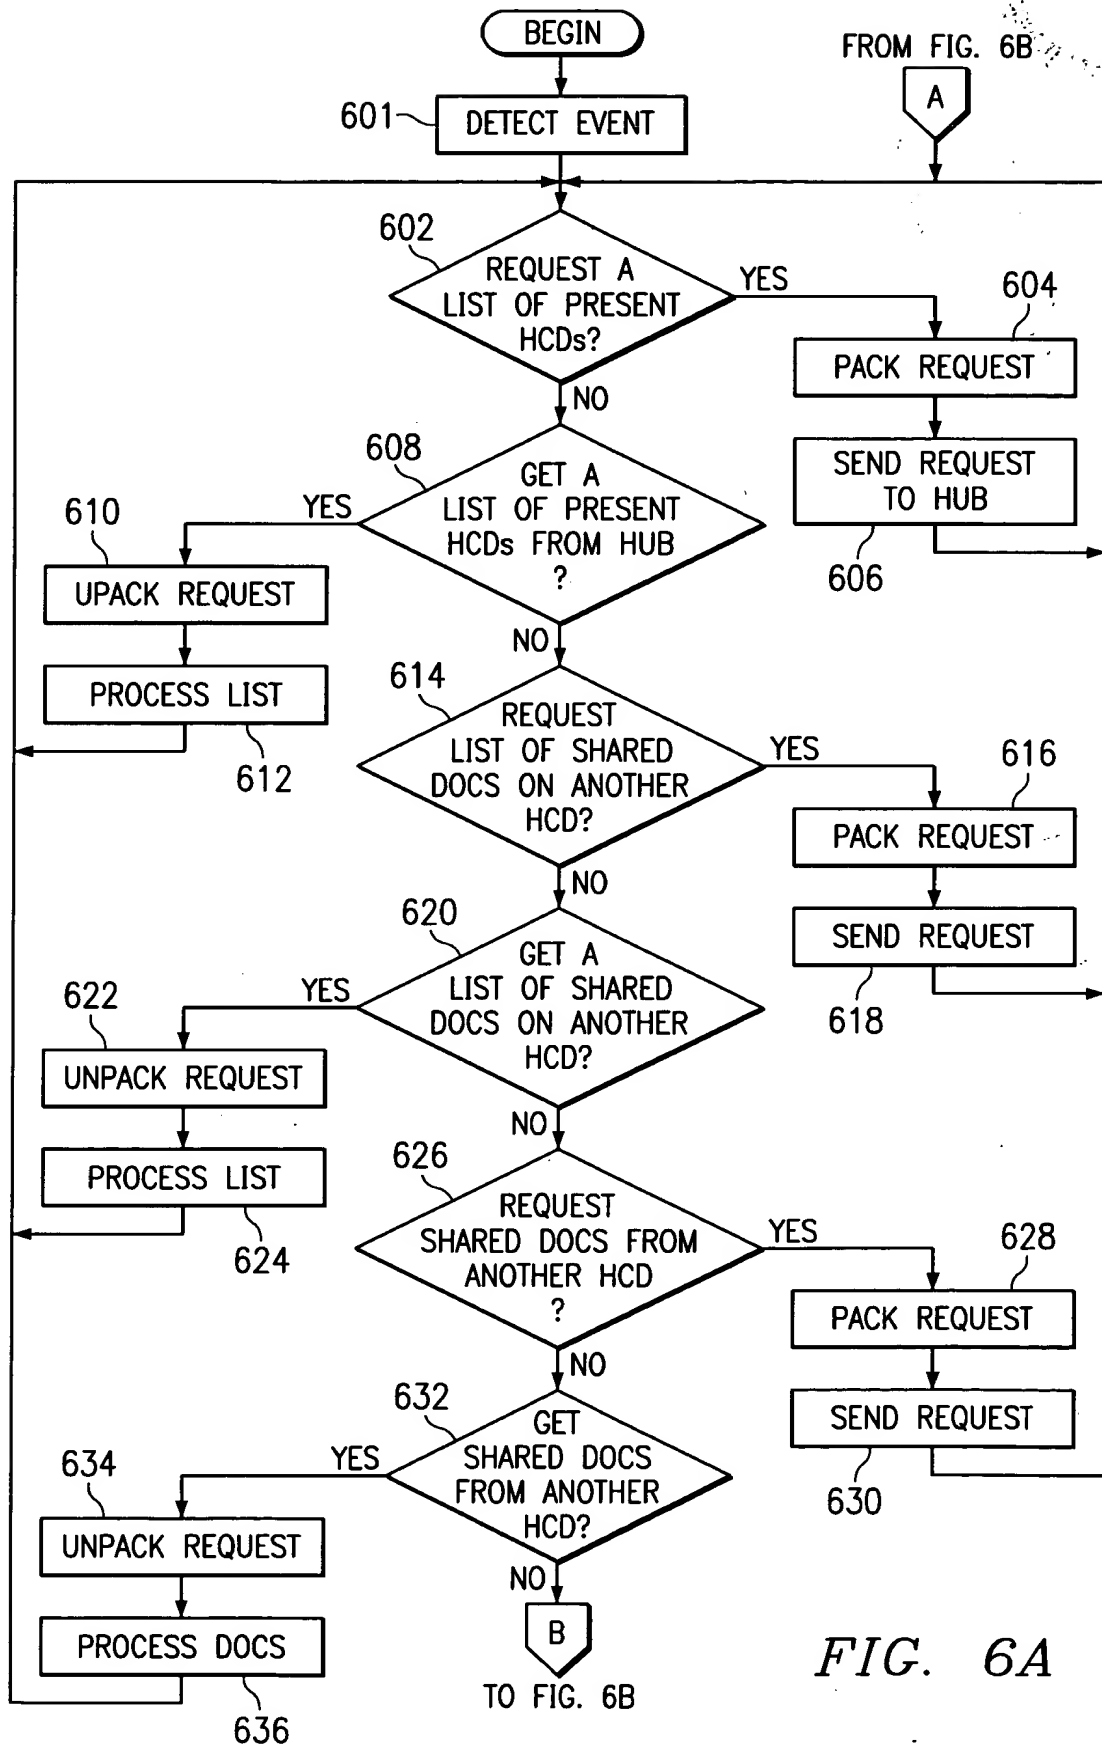 BEGIN
FROM FIG. 6B
A
601
DETECT EVENT
602
REQUEST A
LIST OF PRESENT
HCDs?
YES
604
PACK REQUEST
NO
SEND REQUEST
TO HUB
606
608
GET A
LIST OF PRESENT
HCDs FROM HUB
?
YES
610
UPACK REQUEST
PROCESS LIST
612
NO
614
REQUEST
LIST OF SHARED
DOCS ON ANOTHER
HCD?
YES
616
PACK REQUEST
SEND REQUEST
618
NO
620
GET A
LIST OF SHARED
DOCS ON ANOTHER
HCD?
YES
622
UNPACK REQUEST
PROCESS LIST
624
NO
626
REQUEST
SHARED DOCS FROM
ANOTHER HCD
?
YES
628
PACK REQUEST
SEND REQUEST
630
NO
632
GET
SHARED DOCS
FROM ANOTHER
HCD?
YES
634
UNPACK REQUEST
PROCESS DOCS
636
NO
B
TO FIG. 6B
FIG. 6A